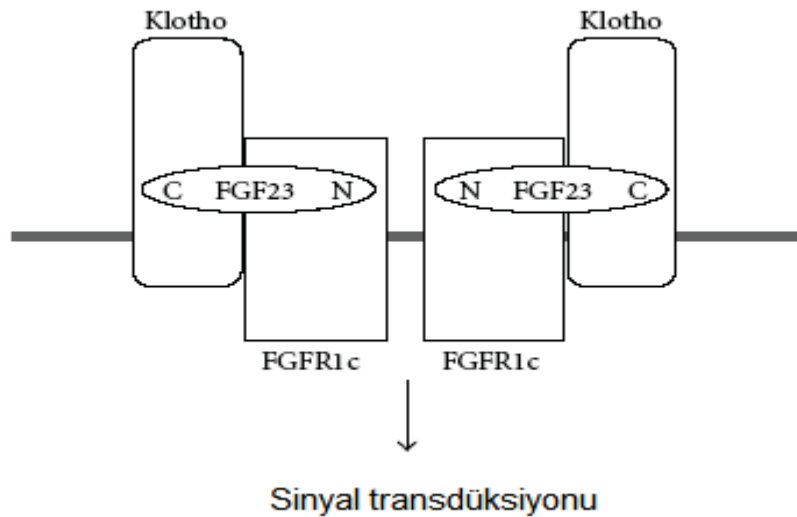 Klotho Klotho
C FGF23 N N FGF23 C
FGFR1c FGFR1c
Sinyal transdüksiyonu